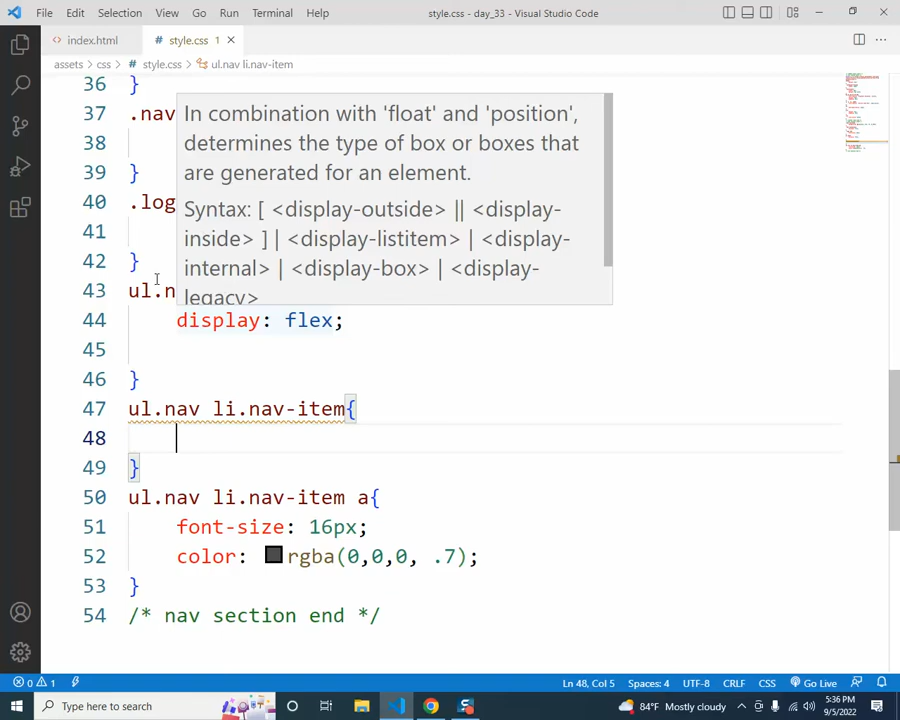 File Edit Selection View Go Run Terminal Help style.css - day_33 - Visual Studio Code
index.html style.css 1
assets > css > style.css > ul.nav li.nav-item
36 }
37 .nav
38
39 }
40 .log
41
42 }
43 ul.n
In combination with 'float' and 'position',
determines the type of box or boxes that
are generated for an element.
Syntax: [ <display-outside> || <display-
inside> ] | <display-listitem> | <display-
internal> | <display-box> | <display-
legacy>
44 display: flex;
45
46 }
47 ul.nav li.nav-item{
48
49 }
50 ul.nav li.nav-item a{
51 font-size: 16px;
52 color: rgba(0,0,0, .7);
53 }
54 /* nav section end */
0 1 Ln 48, Col 5 Spaces: 4 UTF-8 CRLF CSS Go Live
Type here to search 84°F Mostly cloudy 5:36 PM
9/5/2022